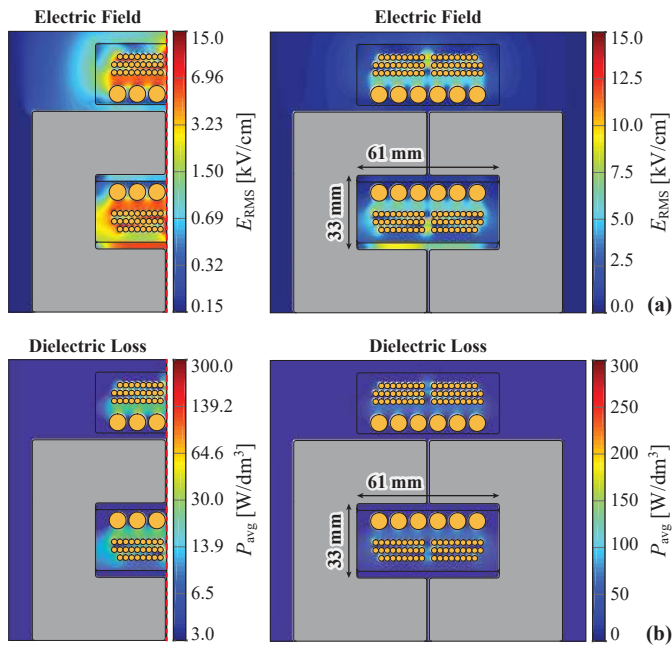 Electric Field
15.0
6.96
3.23
1.50
0.69
0.32
0.15
E_RMS [kV/cm]
Electric Field
61 mm
33 mm
15.0
12.5
10.0
7.5
5.0
2.5
0.0
E_RMS [kV/cm]
(a)
Dielectric Loss
300.0
139.2
64.6
30.0
13.9
6.5
3.0
P_avg [W/dm³]
Dielectric Loss
61 mm
33 mm
300
250
200
150
100
50
0
P_avg [W/dm³]
(b)